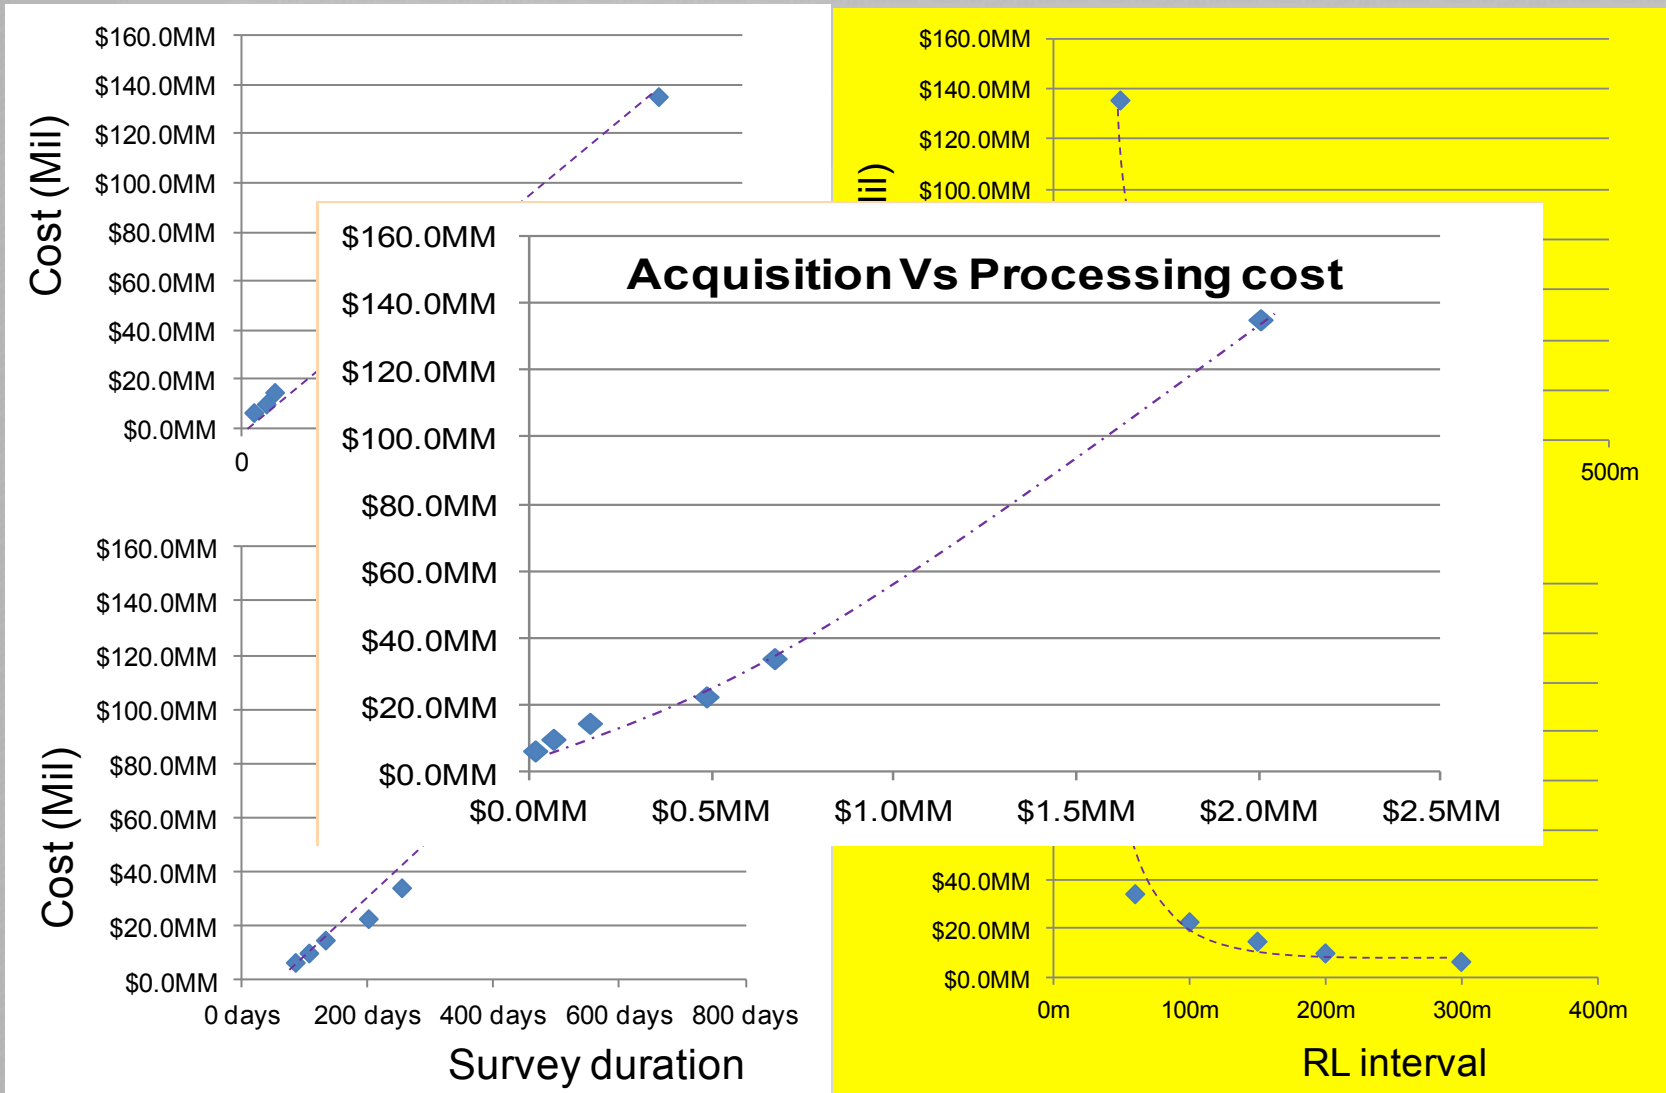 $160.0MM
$140.0MM
$120.0MM
$100.0MM
$80.0MM
$60.0MM
$40.0MM
$20.0MM
$0.0MM
Cost (Mil)
0
$160.0MM
$140.0MM
$120.0MM
$100.0MM
500m
Acquisition Vs Processing cost
$160.0MM
$140.0MM
$120.0MM
$100.0MM
$80.0MM
$60.0MM
$40.0MM
$20.0MM
$0.0MM
$0.0MM $0.5MM $1.0MM $1.5MM $2.0MM $2.5MM
$160.0MM
$140.0MM
$120.0MM
$100.0MM
$80.0MM
$60.0MM
$40.0MM
$20.0MM
$0.0MM
Cost (Mil)
0 days 200 days 400 days 600 days 800 days
Survey duration
$40.0MM
$20.0MM
$0.0MM
0m 100m 200m 300m 400m
RL interval